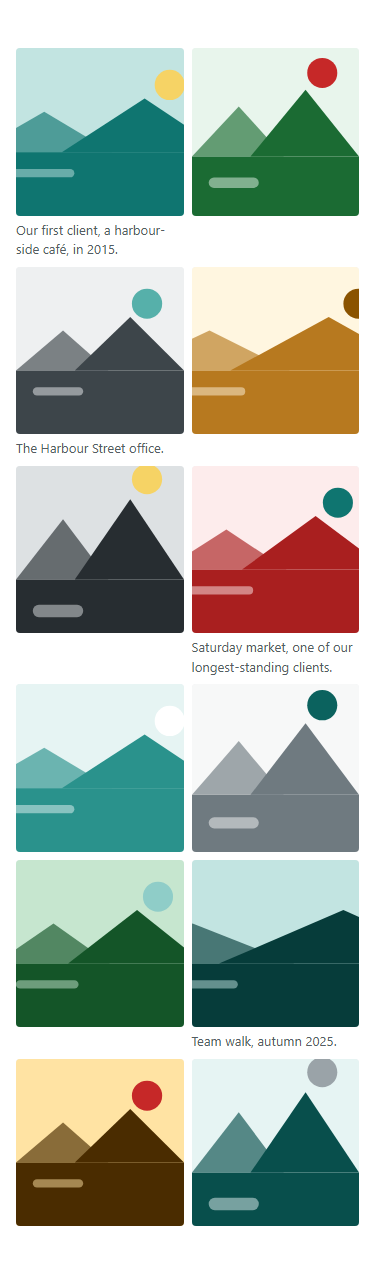 Our first client, a harbour-
side café, in 2015.
The Harbour Street office.
Saturday market, one of our
longest-standing clients.
Team walk, autumn 2025.